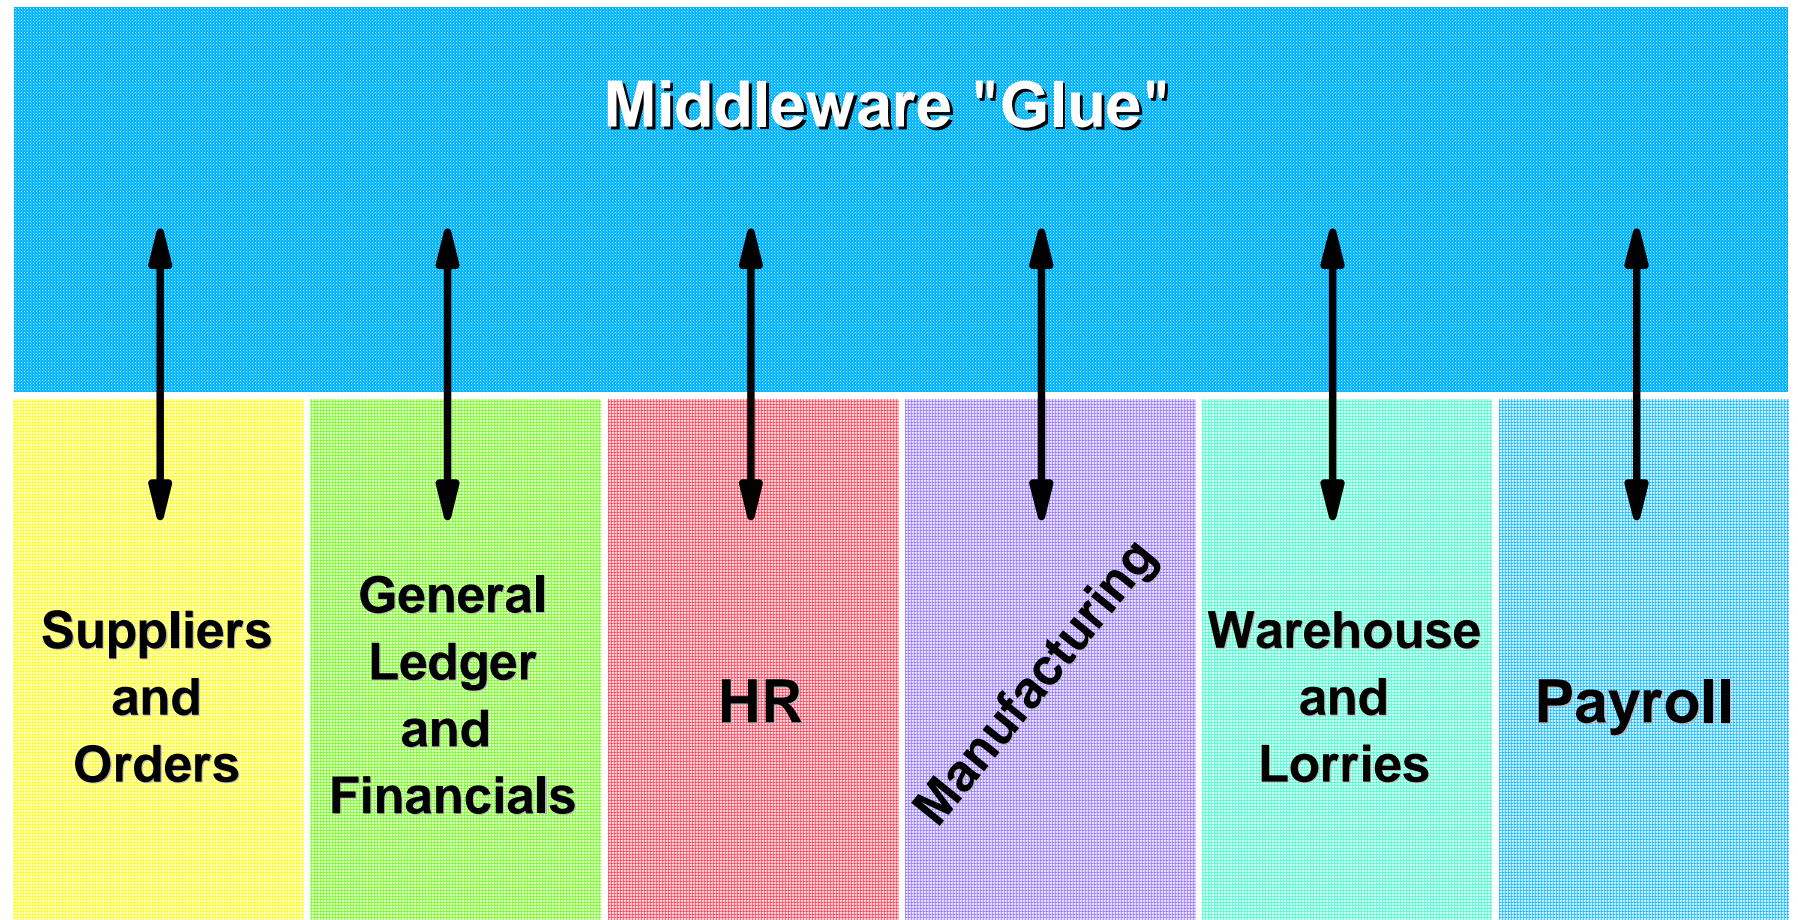 Middleware "Glue"
Suppliers
and
Orders
General
Ledger
and
Financials
HR
Manufacturing
Warehouse
and
Lorries
Payroll